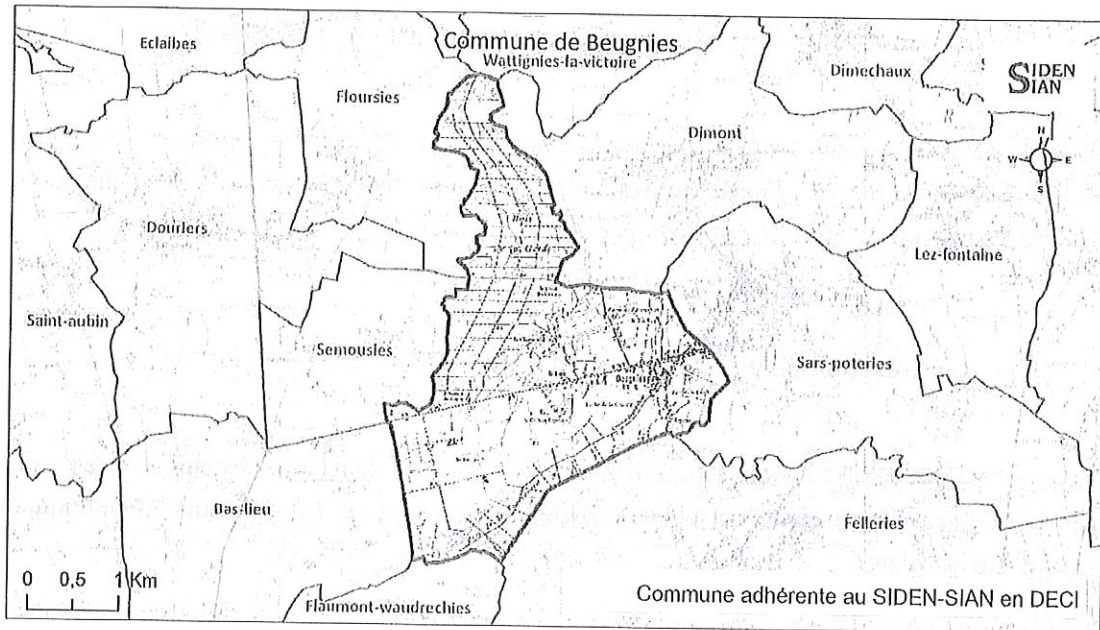 Eclaibes
Commune de Beugnies
Wattignies-la-victoire
Dimechaux
SIDEN
SIAN
Floursies
Dimont
N
W E
S
Dourlers
Lez-fontaine
Saint-aubin
Semousies
Sars-poteries
Bas-lieu
Felleries
0 0,5 1 Km
Flaumont-waudrechies
Commune adhérente au SIDEN-SIAN en DECI